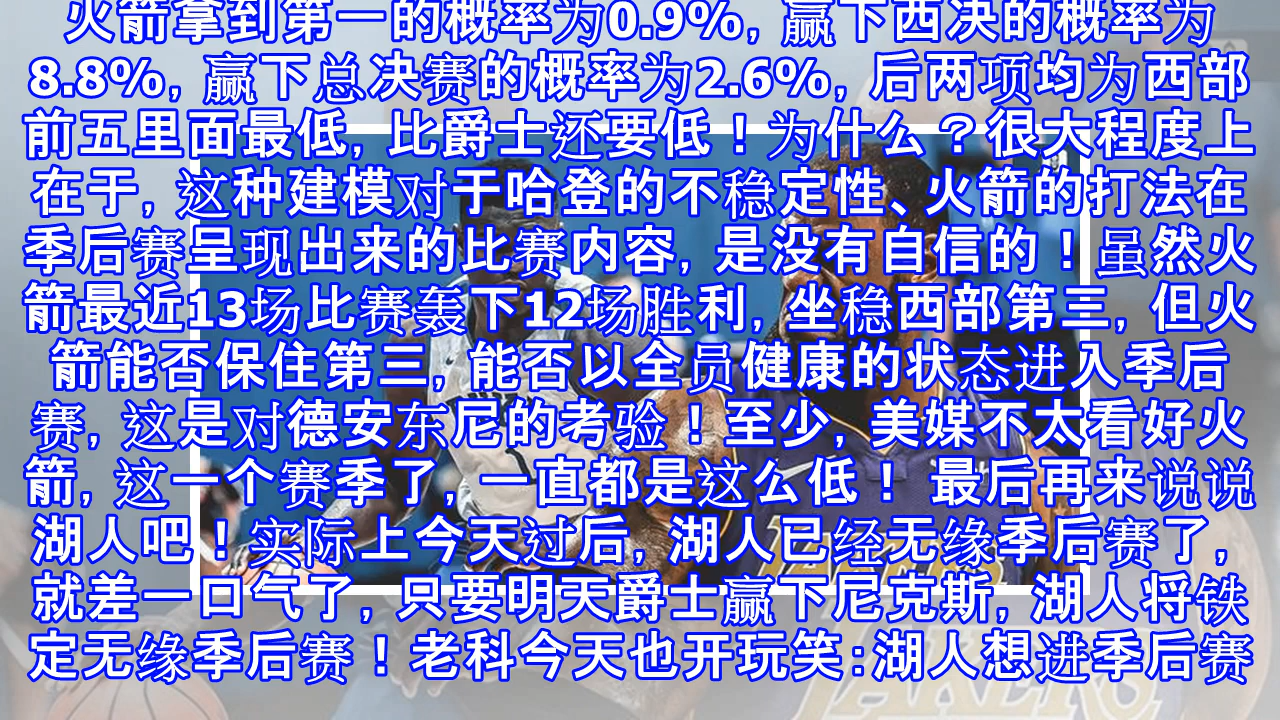 火箭拿到第一的概率为0.9%, 赢下西决的概率为
8.8%, 赢下总决赛的概率为2.6%, 后两项均为西部
前五里面最低, 比爵士还要低！为什么？很大程度上
在于, 这种建模对于哈登的不稳定性、火箭的打法在
季后赛呈现出来的比赛内容, 是没有自信的！虽然火
箭最近13场比赛轰下12场胜利, 坐稳西部第三, 但火
箭能否保住第三, 能否以全员健康的状态进入季后
赛, 这是对德安东尼的考验！至少, 美媒不太看好火
箭, 这一个赛季了, 一直都是这么低！ 最后再来说说
湖人吧！实际上今天过后, 湖人已经无缘季后赛了,
就差一口气了, 只要明天爵士赢下尼克斯, 湖人将铁
定无缘季后赛！老科今天也开玩笑:湖人想进季后赛